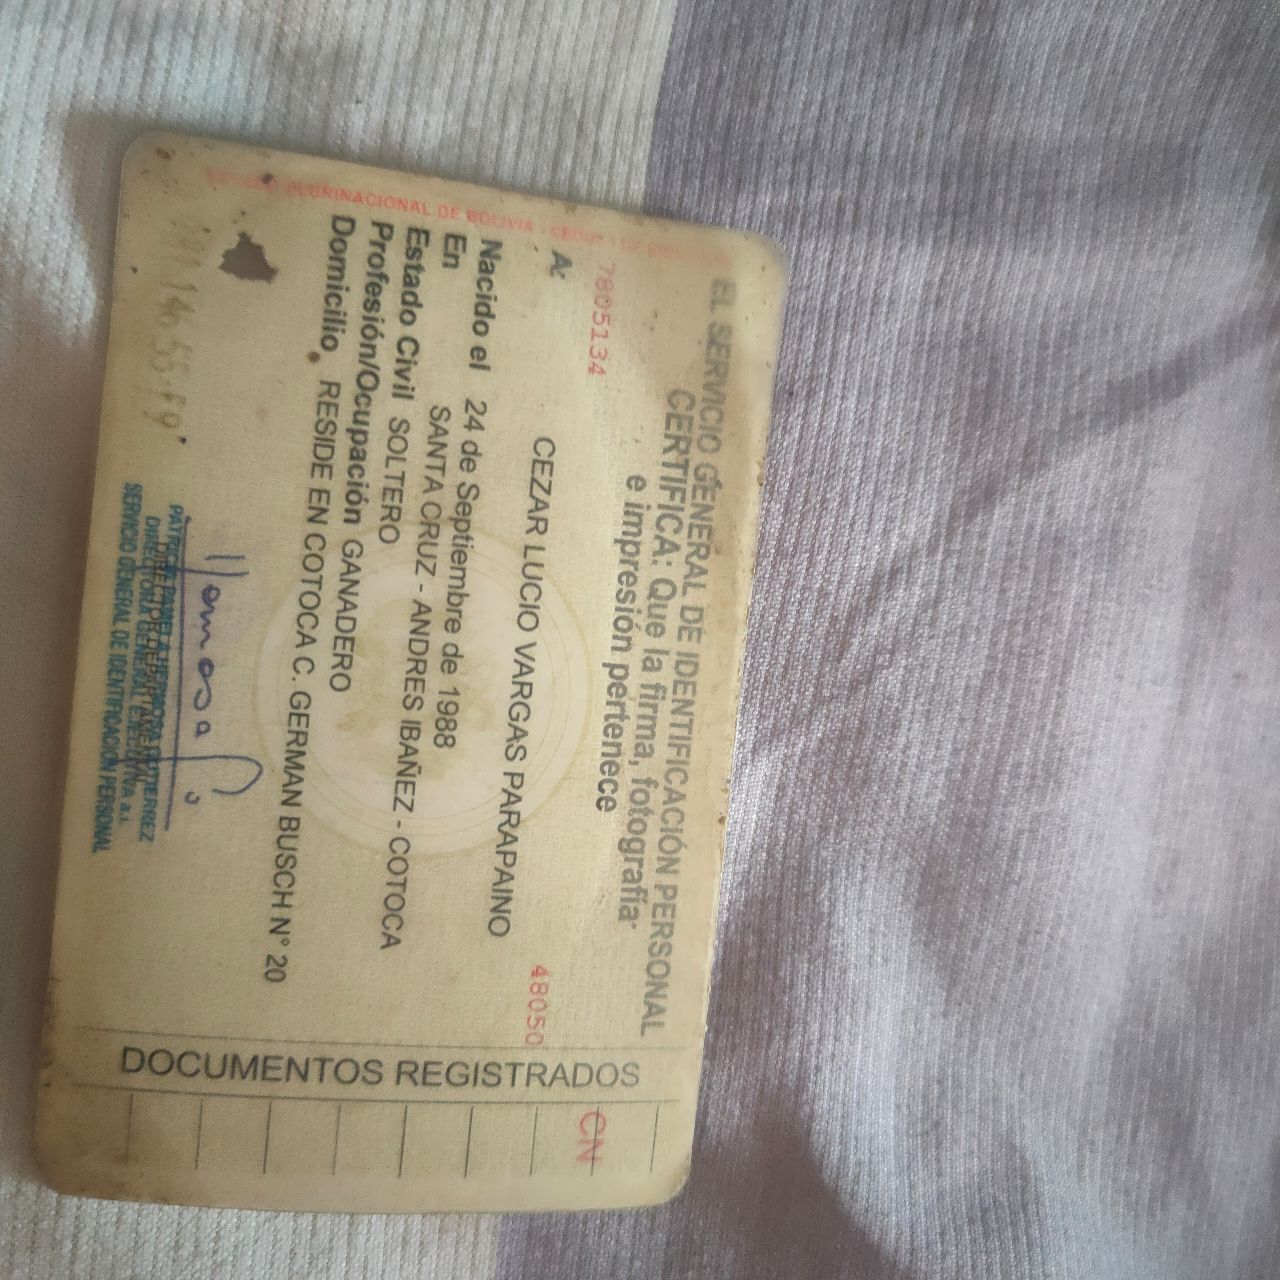 PLURINACIONAL DE BOLIVIA
EL SERVICIO GENERAL DE IDENTIFICACIÓN PERSONAL
CERTIFICA: Que la firma, fotografía
e impresión pertenece
7805134
48050
A: CEZAR LUCIO VARGAS PARAPAINO
Nacido el 24 de Septiembre de 1988
En SANTA CRUZ - ANDRES IBAÑEZ - COTOCA
Estado Civil SOLTERO
Profesión/Ocupación GANADERO
Domicilio RESIDE EN COTOCA C. GERMAN BUSCH N° 20
SERVICIO GENERAL DE IDENTIFICACIÓN PERSONAL
DOCUMENTOS REGISTRADOS
CN